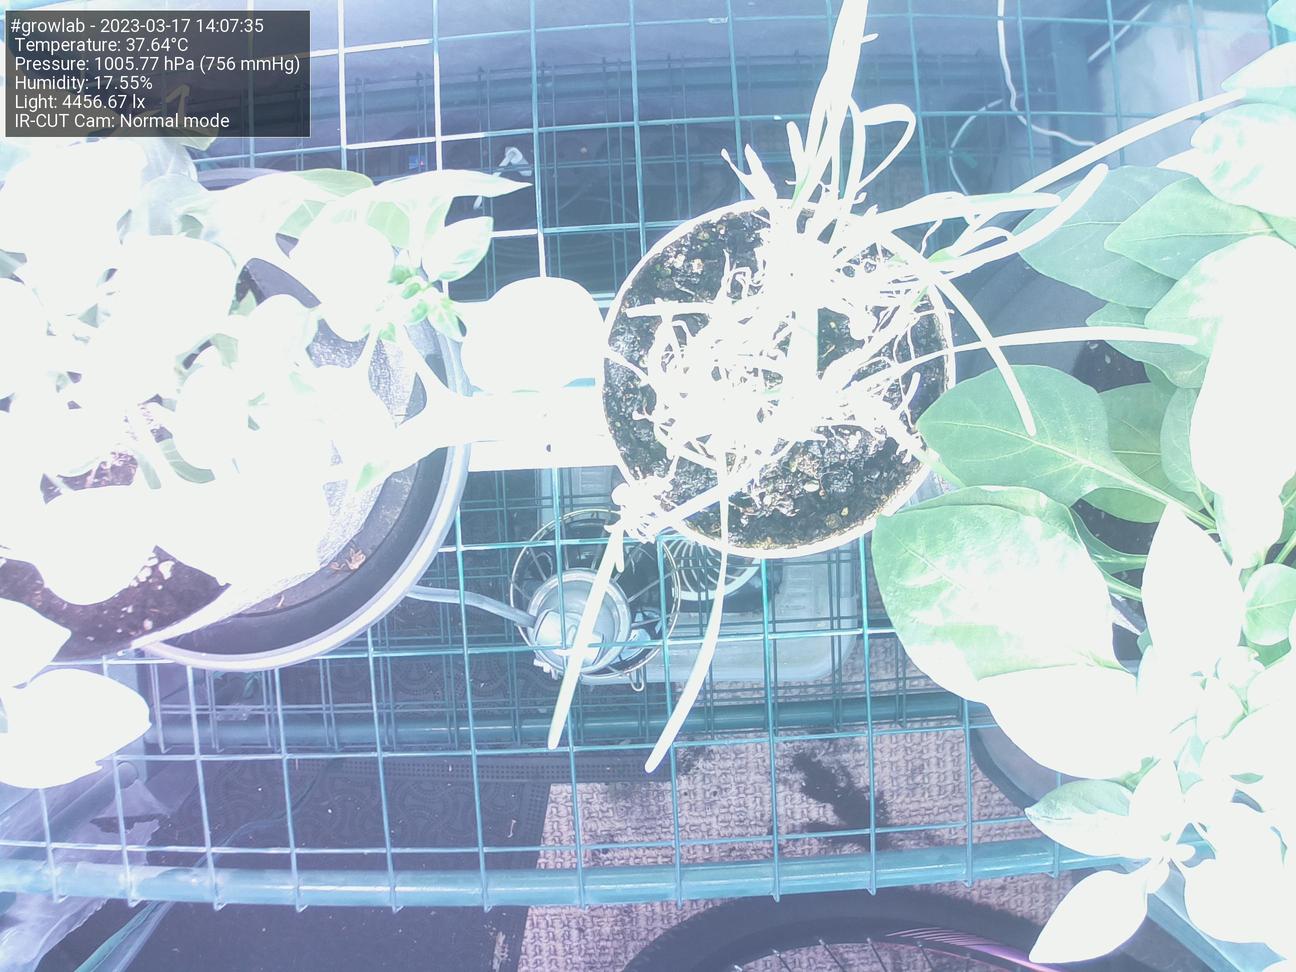 #growlab - 2023-03-17 14:07:35
Temperature: 37.64°C
Pressure: 1005.77 hPa (756 mmHg)
Humidity: 17.55%
Light: 4456.67 lx
IR-CUT Cam: Normal mode